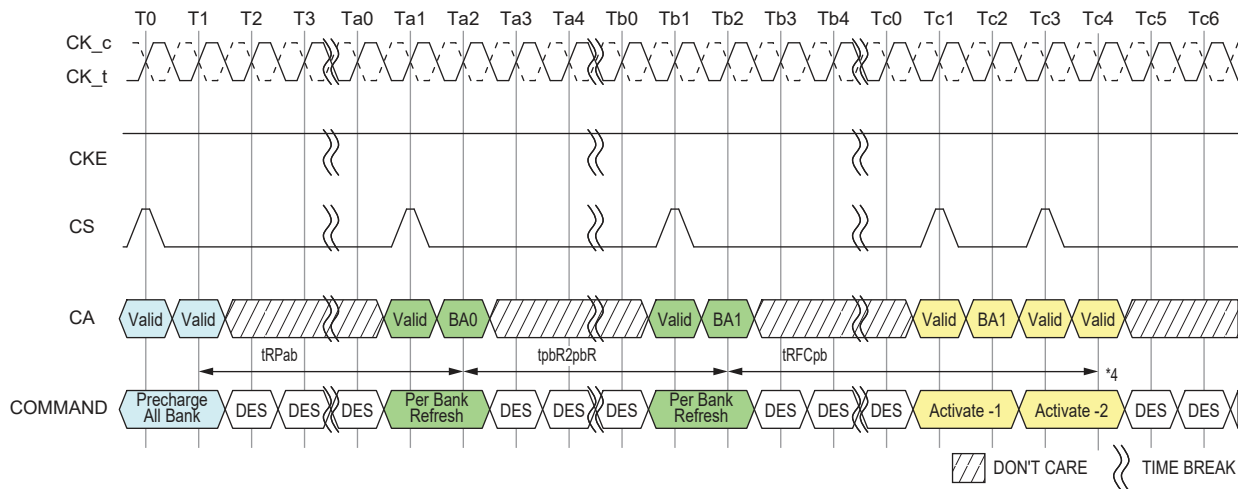 T0 T1 T2 T3 Ta0 Ta1 Ta2 Ta3 Ta4 Tb0 Tb1 Tb2 Tb3 Tb4 Tc0 Tc1 Tc2 Tc3 Tc4 Tc5 Tc6
CK_c
CK_t
CKE
CS
CA Valid Valid Valid BA0 Valid BA1 Valid BA1 Valid Valid
tRPab tpbR2pbR tRFCpb *4
COMMAND Precharge All Bank DES DES DES Per Bank Refresh DES DES DES Per Bank Refresh DES DES DES Activate -1 Activate -2 DES DES
DON'T CARE TIME BREAK